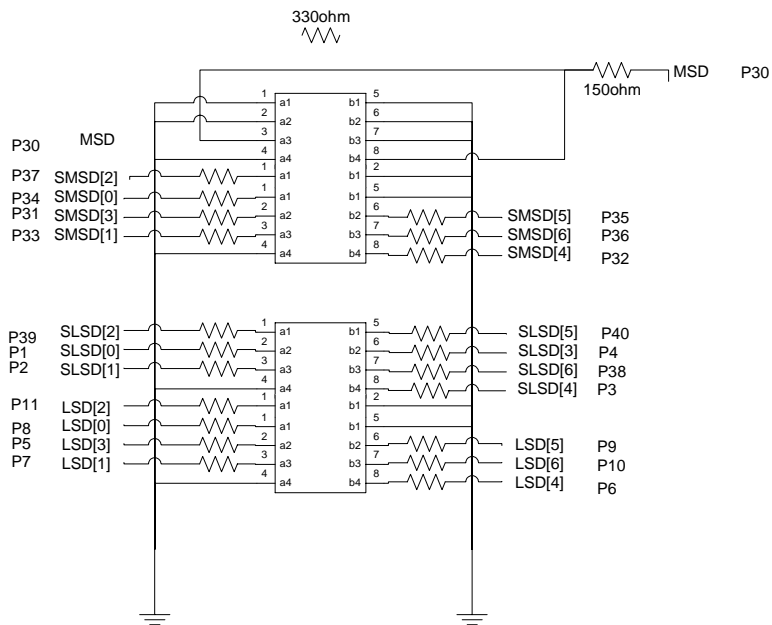 330ohm
MSD P30
150ohm
1 a1 b1 5
2 a2 b2 6
3 a3 b3 7
P30 MSD 4 a4 b4 8
P37 SMSD[2] 1 a1 b1 2
P34 SMSD[0] 1 a1 b1 5
P31 SMSD[3] 2 a2 b2 6 SMSD[5] P35
P33 SMSD[1] 3 a3 b3 7 SMSD[6] P36
4 a4 b4 8 SMSD[4] P32
P39 SLSD[2] 1 a1 b1 5 SLSD[5] P40
P1 SLSD[0] 2 a2 b2 6 SLSD[3] P4
P2 SLSD[1] 3 a3 b3 7 SLSD[6] P38
4 a4 b4 8 SLSD[4] P3
P11 LSD[2] 1 a1 b1 2
P8 LSD[0] 1 a1 b1 5
P5 LSD[3] 2 a2 b2 6 LSD[5] P9
P7 LSD[1] 3 a3 b3 7 LSD[6] P10
4 a4 b4 8 LSD[4] P6